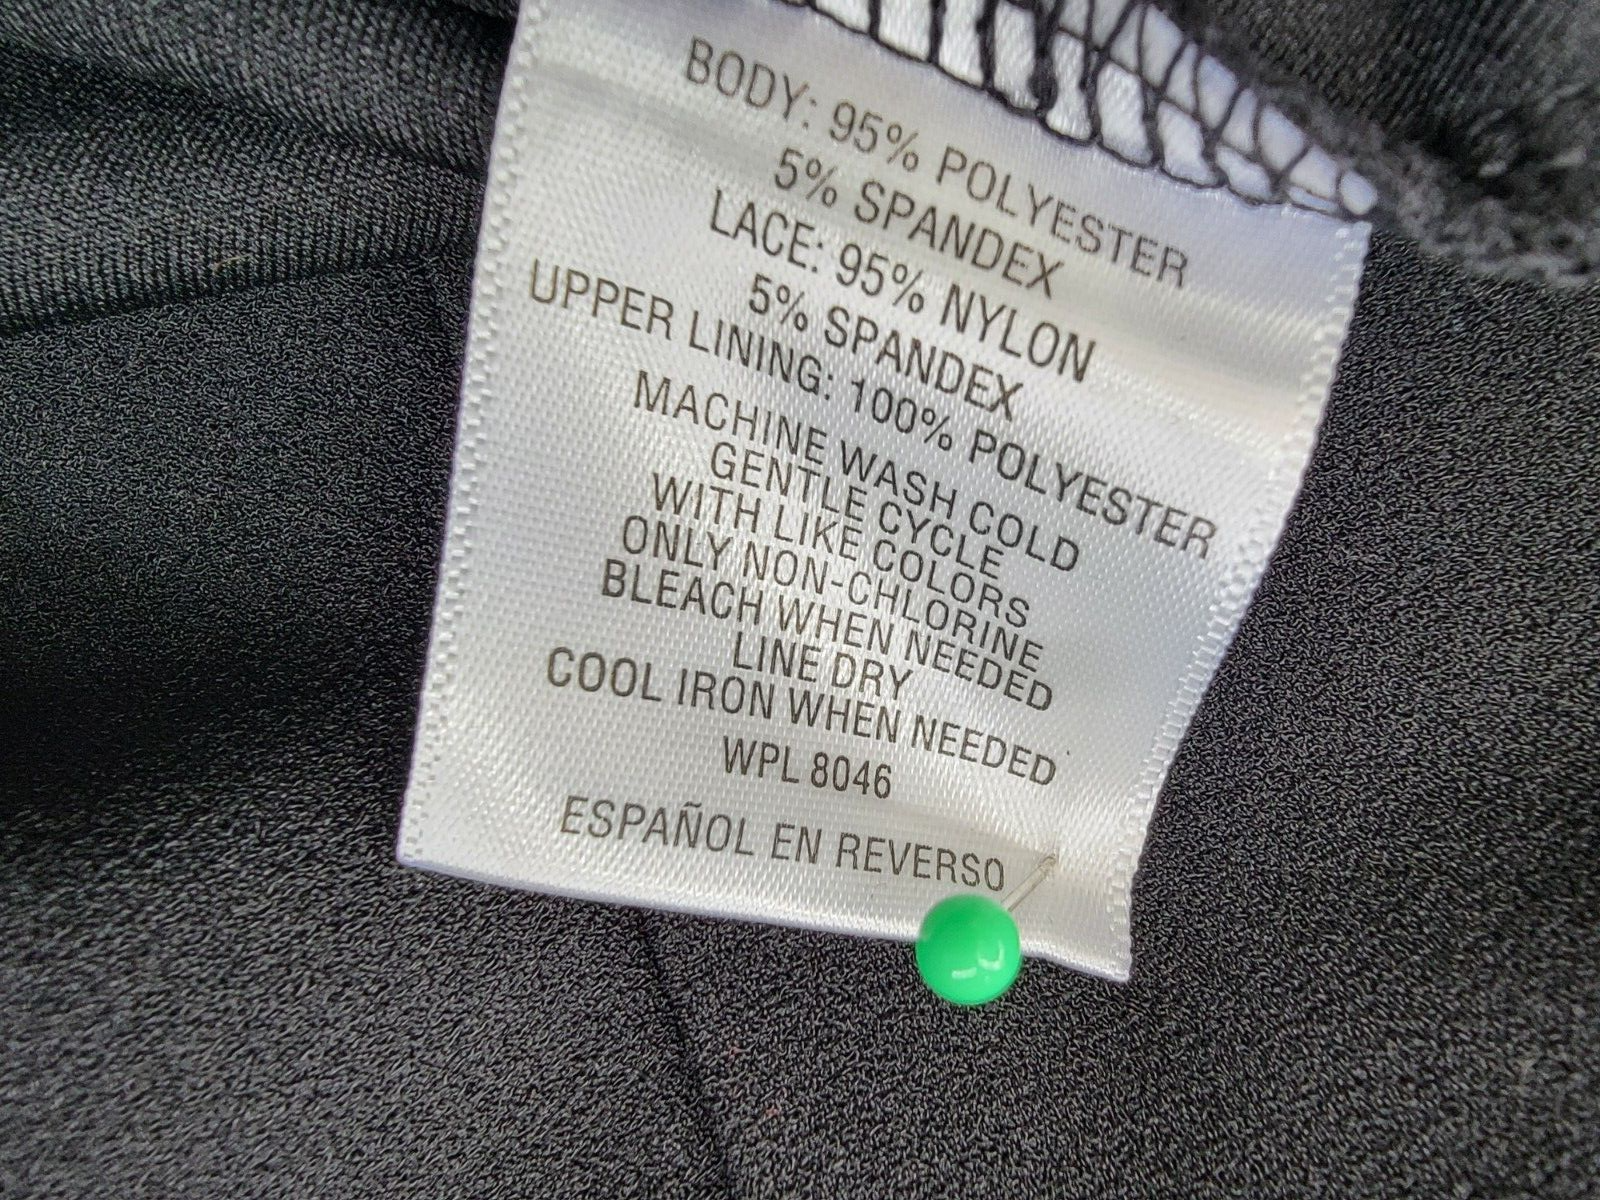 BODY: 95% POLYESTER
5% SPANDEX
LACE: 95% NYLON
5% SPANDEX
UPPER LINING: 100% POLYESTER
MACHINE WASH COLD
GENTLE CYCLE
WITH LIKE COLORS
ONLY NON-CHLORINE
BLEACH WHEN NEEDED
LINE DRY
COOL IRON WHEN NEEDED
WPL 8046
ESPAÑOL EN REVERSO